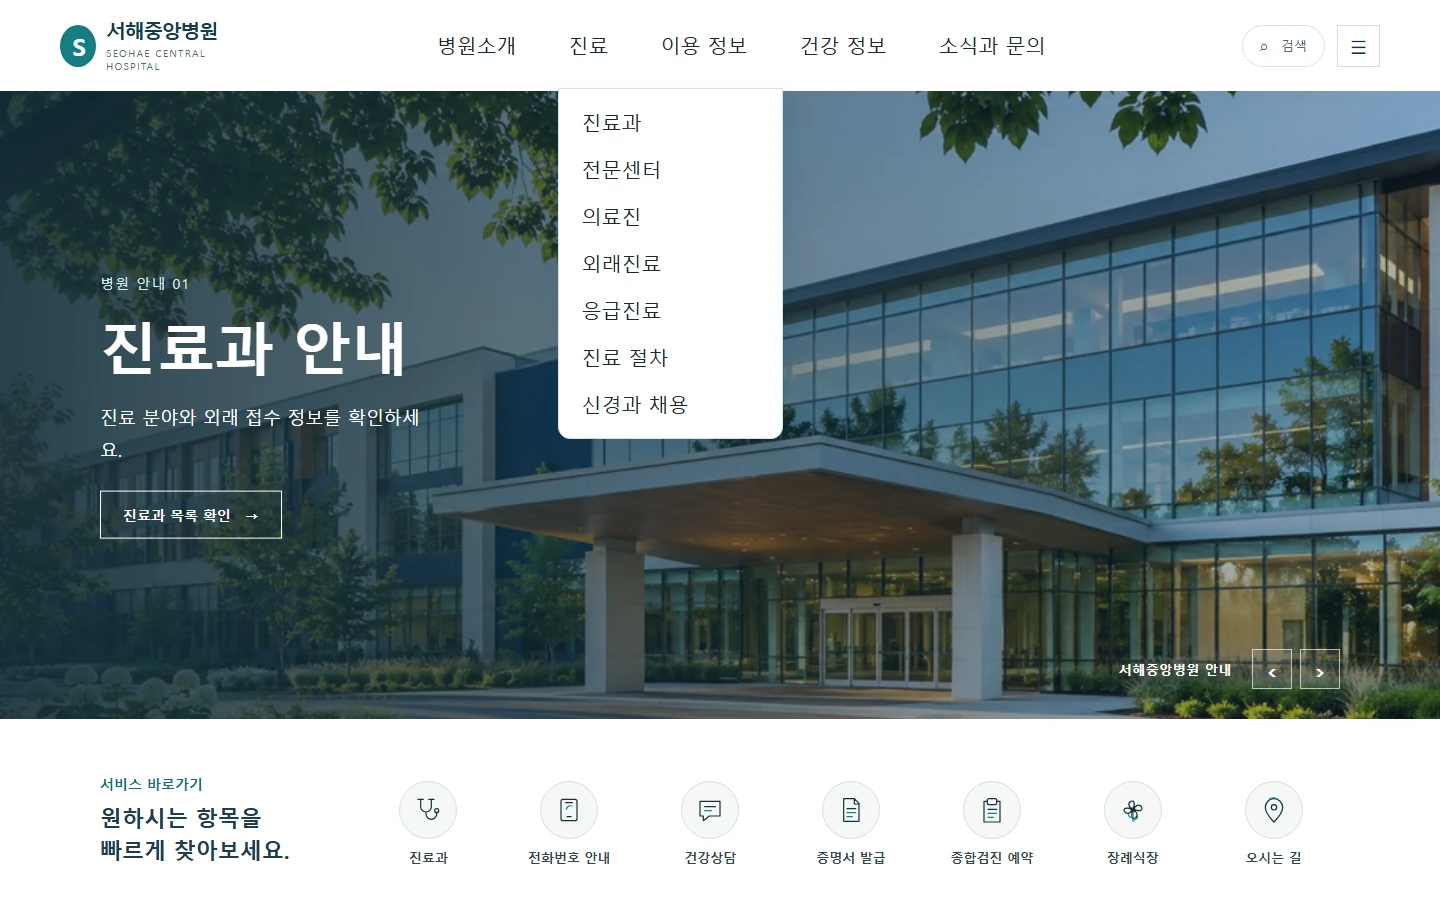 S
서해중앙병원
SEOHAE CENTRAL
HOSPITAL
병원소개
진료
이용 정보
건강 정보
소식과 문의
검색
진료과
전문센터
의료진
외래진료
응급진료
진료 절차
신경과 채용
병원 안내 01
진료과 안내
진료 분야와 외래 접수 정보를 확인하세
요.
진료과 목록 확인 →
서해중앙병원 안내
서비스 바로가기
원하시는 항목을
빠르게 찾아보세요.
진료과
전화번호 안내
건강상담
증명서 발급
종합검진 예약
장례식장
오시는 길